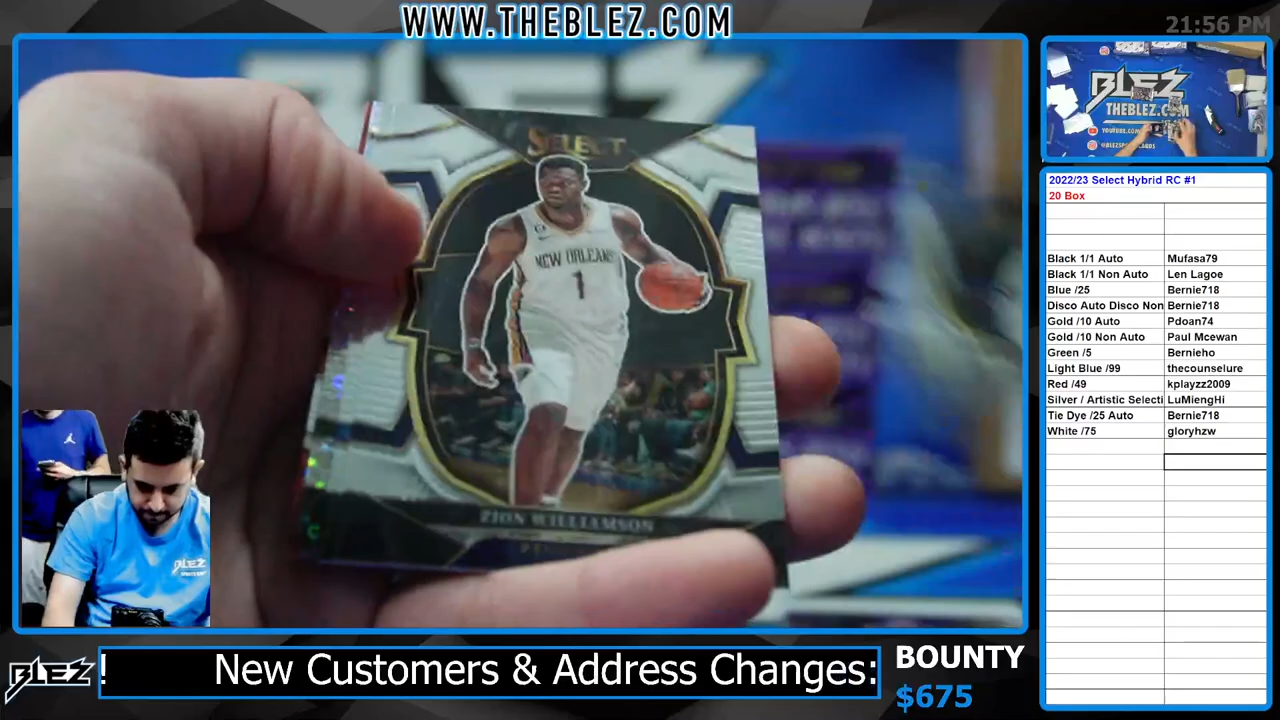 WWW.THEBLEZ.COM
21:56 PM
BLEZ
SELECT
NEW ORLEANS
1
ZION WILLIAMSON
BLEZ
THEBLEZ.COM
2022/23 Select Hybrid RC #1
20 Box
Black 1/1 Auto Mufasa79
Black 1/1 Non Auto Len Lagoe
Blue /25 Bernie718
Disco Auto Disco Non Bernie718
Gold /10 Auto Pdoan74
Gold /10 Non Auto Paul Mcewan
Green /5 Bernieho
Light Blue /99 thecounselure
Red /49 kplayzz2009
Silver / Artistic Selecti LuMiengHi
Tie Dye /25 Auto Bernie718
White /75 gloryhzw
BLEZ
BLEZ
! New Customers & Address Changes:
BOUNTY
$675